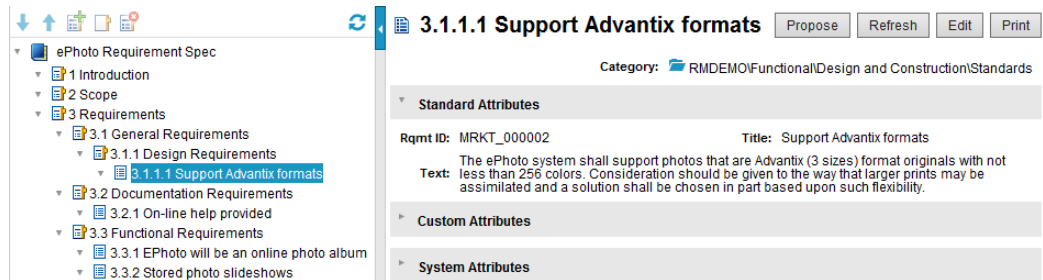 ePhoto Requirement Spec
1 Introduction
2 Scope
3 Requirements
3.1 General Requirements
3.1.1 Design Requirements
3.1.1.1 Support Advantix formats
3.2 Documentation Requirements
3.2.1 On-line help provided
3.3 Functional Requirements
3.3.1 EPhoto will be an online photo album
3.3.2 Stored photo slideshows
3.1.1.1 Support Advantix formats Propose Refresh Edit Print
Category: RMDEMO\Functional\Design and Construction\Standards
Standard Attributes
Rqmt ID: MRKT_000002 Title: Support Advantix formats
The ePhoto system shall support photos that are Advantix (3 sizes) format originals with not
Text: less than 256 colors. Consideration should be given to the way that larger prints may be
assimilated and a solution shall be chosen in part based upon such flexibility.
Custom Attributes
System Attributes